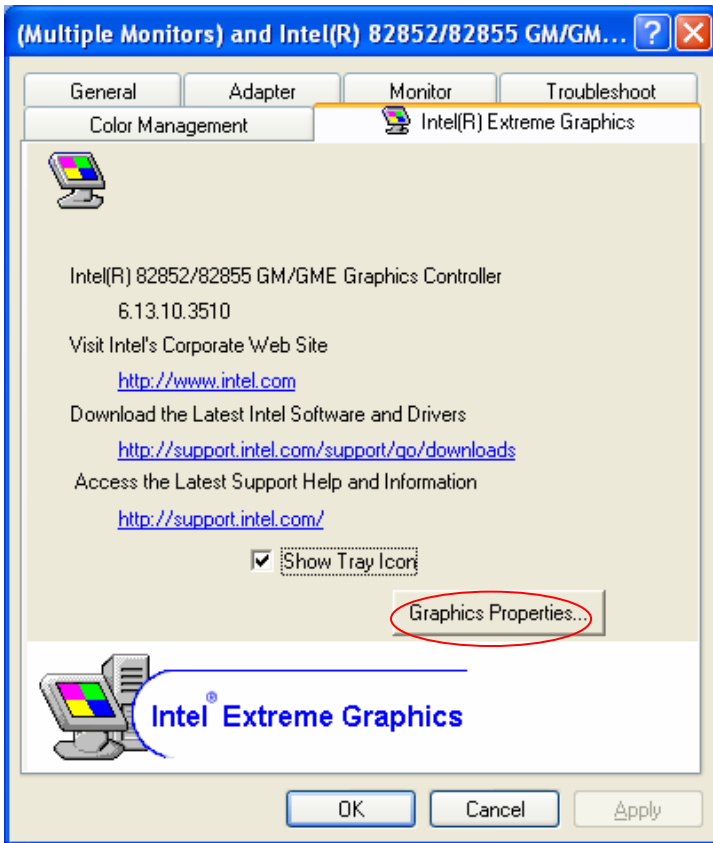 (Multiple Monitors) and Intel(R) 82852/82855 GM/GM...
General Adapter Monitor Troubleshoot
Color Management Intel(R) Extreme Graphics
Intel(R) 82852/82855 GM/GME Graphics Controller
6.13.10.3510
Visit Intel's Corporate Web Site
http://www.intel.com
Download the Latest Intel Software and Drivers
http://support.intel.com/support/go/downloads
Access the Latest Support Help and Information
http://support.intel.com/
Show Tray Icon
Graphics Properties...
Intel® Extreme Graphics
OK Cancel Apply